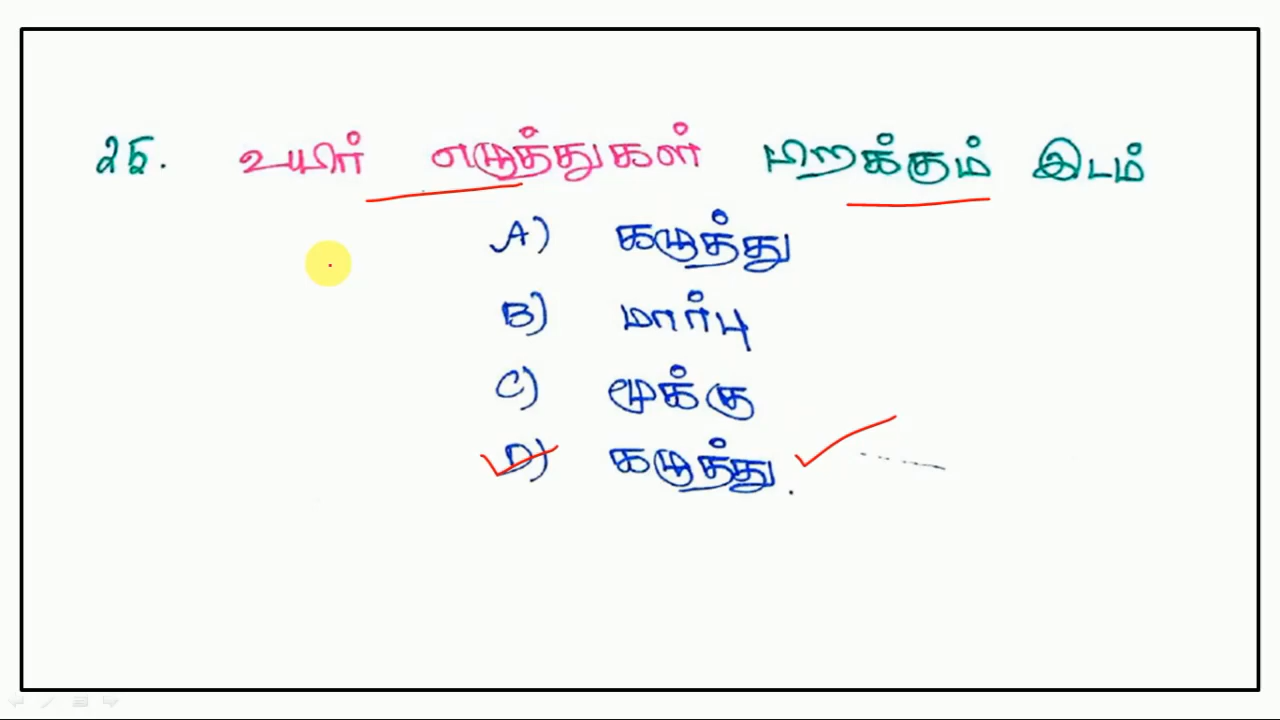 25. உயிர் எழுத்துகள் பிறக்கும் இடம்
A) கழுத்து
B) மார்பு
C) மூக்கு
D) கழுத்து.